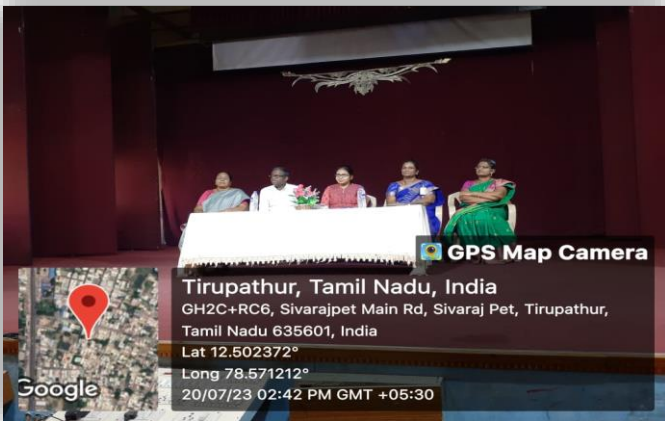 GPS Map Camera
Tirupathur, Tamil Nadu, India
GH2C+RC6, Sivarajpet Main Rd, Sivaraj Pet, Tirupathur,
Tamil Nadu 635601, India
Lat 12.502372°
Long 78.571212°
20/07/23 02:42 PM GMT +05:30
Google